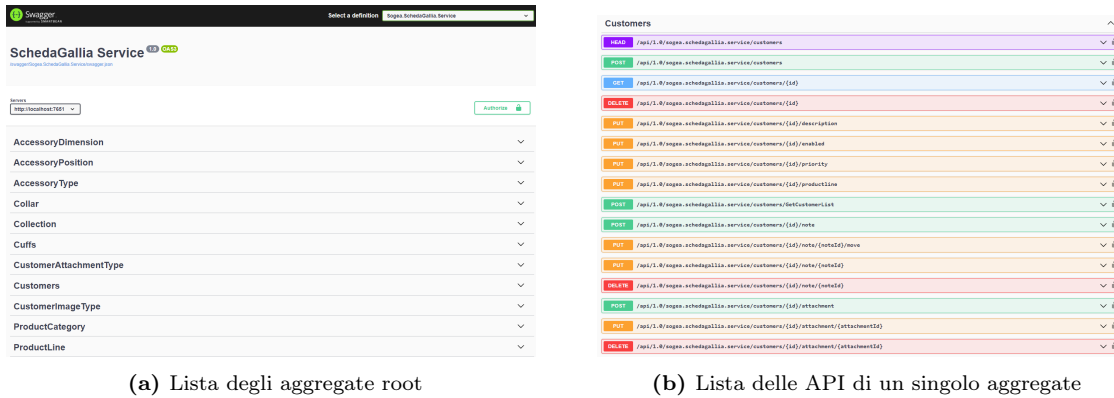 Swagger
Select a definition Sogea.SchedaGallia.Service
SchedaGallia Service 1.0 OAS3
/swagger/Sogea.SchedaGallia.Service/swagger.json
Servers
http://localhost:7651
Authorize
AccessoryDimension
AccessoryPosition
AccessoryType
Collar
Collection
Cuffs
CustomerAttachmentType
Customers
CustomerImageType
ProductCategory
ProductLine
(a) Lista degli aggregate root
Customers
HEAD /api/1.0/sogea.schedagallia.service/customers
POST /api/1.0/sogea.schedagallia.service/customers
GET /api/1.0/sogea.schedagallia.service/customers/{id}
DELETE /api/1.0/sogea.schedagallia.service/customers/{id}
PUT /api/1.0/sogea.schedagallia.service/customers/{id}/description
PUT /api/1.0/sogea.schedagallia.service/customers/{id}/enabled
PUT /api/1.0/sogea.schedagallia.service/customers/{id}/priority
PUT /api/1.0/sogea.schedagallia.service/customers/{id}/productline
POST /api/1.0/sogea.schedagallia.service/customers/GetCustomerList
POST /api/1.0/sogea.schedagallia.service/customers/{id}/note
PUT /api/1.0/sogea.schedagallia.service/customers/{id}/note/{noteId}/move
PUT /api/1.0/sogea.schedagallia.service/customers/{id}/note/{noteId}
DELETE /api/1.0/sogea.schedagallia.service/customers/{id}/note/{noteId}
POST /api/1.0/sogea.schedagallia.service/customers/{id}/attachment
PUT /api/1.0/sogea.schedagallia.service/customers/{id}/attachment/{attachmentId}
DELETE /api/1.0/sogea.schedagallia.service/customers/{id}/attachment/{attachmentId}
(b) Lista delle API di un singolo aggregate